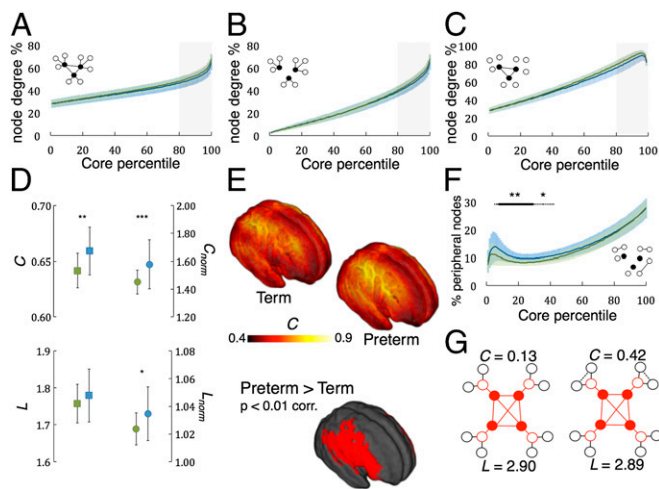 A
node degree %
80
60
40
20
0
0 20 40 60 80 100
Core percentile
B
node degree %
80
60
40
20
0
0 20 40 60 80 100
Core percentile
C
node degree %
100
80
60
40
20
0
0 20 40 60 80 100
Core percentile
D
0.70
0.65
0.60
C
**
***
2.00
1.80
1.60
1.40
1.20
C norm
1.9
1.8
1.7
1.6
L
*
1.08
1.06
1.04
1.02
1.00
L norm
E
Term
Preterm
C
0.4 0.9
Preterm > Term
p < 0.01 corr.
F
% peripheral nodes
30
20
10
0
** *
0 20 40 60 80 100
Core percentile
G
C = 0.13 C = 0.42
L = 2.90 L = 2.89